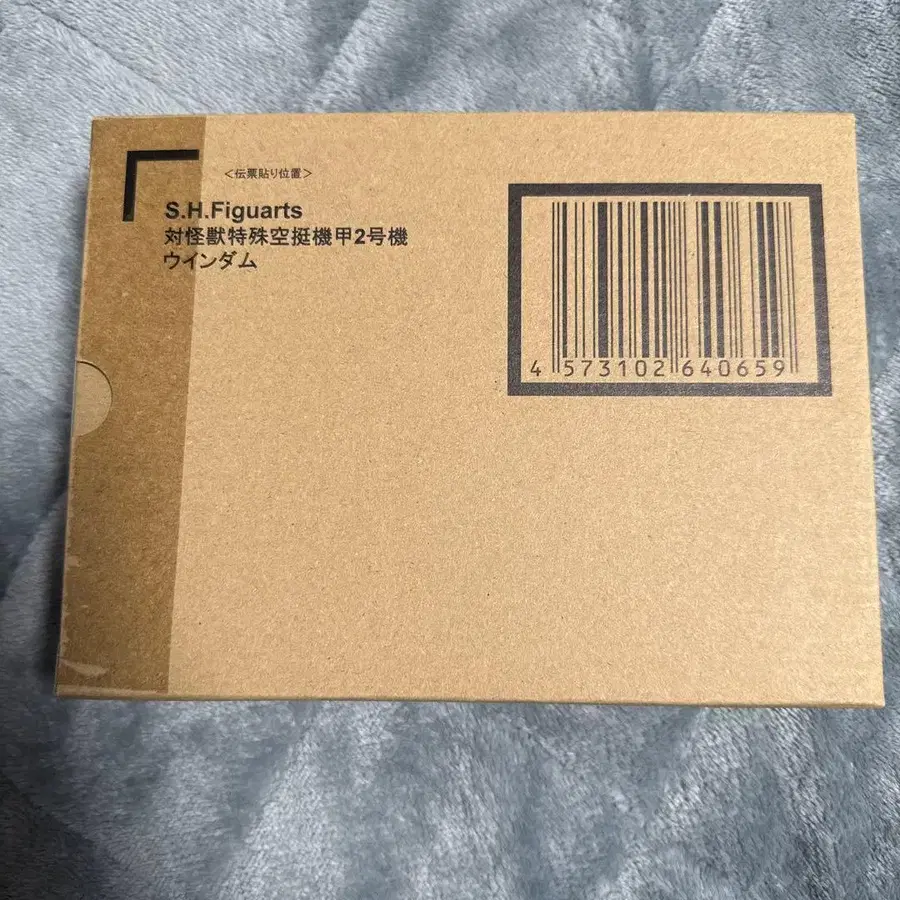 <伝票貼り位置>
S.H.Figuarts
対怪獣特殊空挺機甲2号機
ウインダム
4 573102 640659